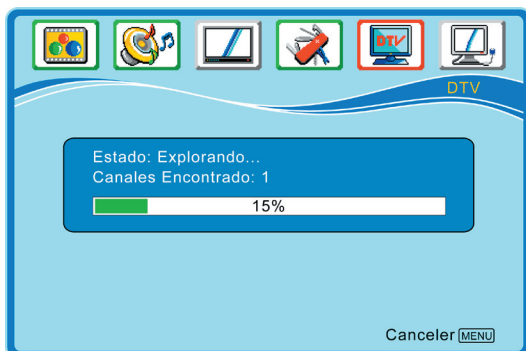 DTV
DTV
Estado: Explorando...
Canales Encontrado: 1
15%
Canceler MENU